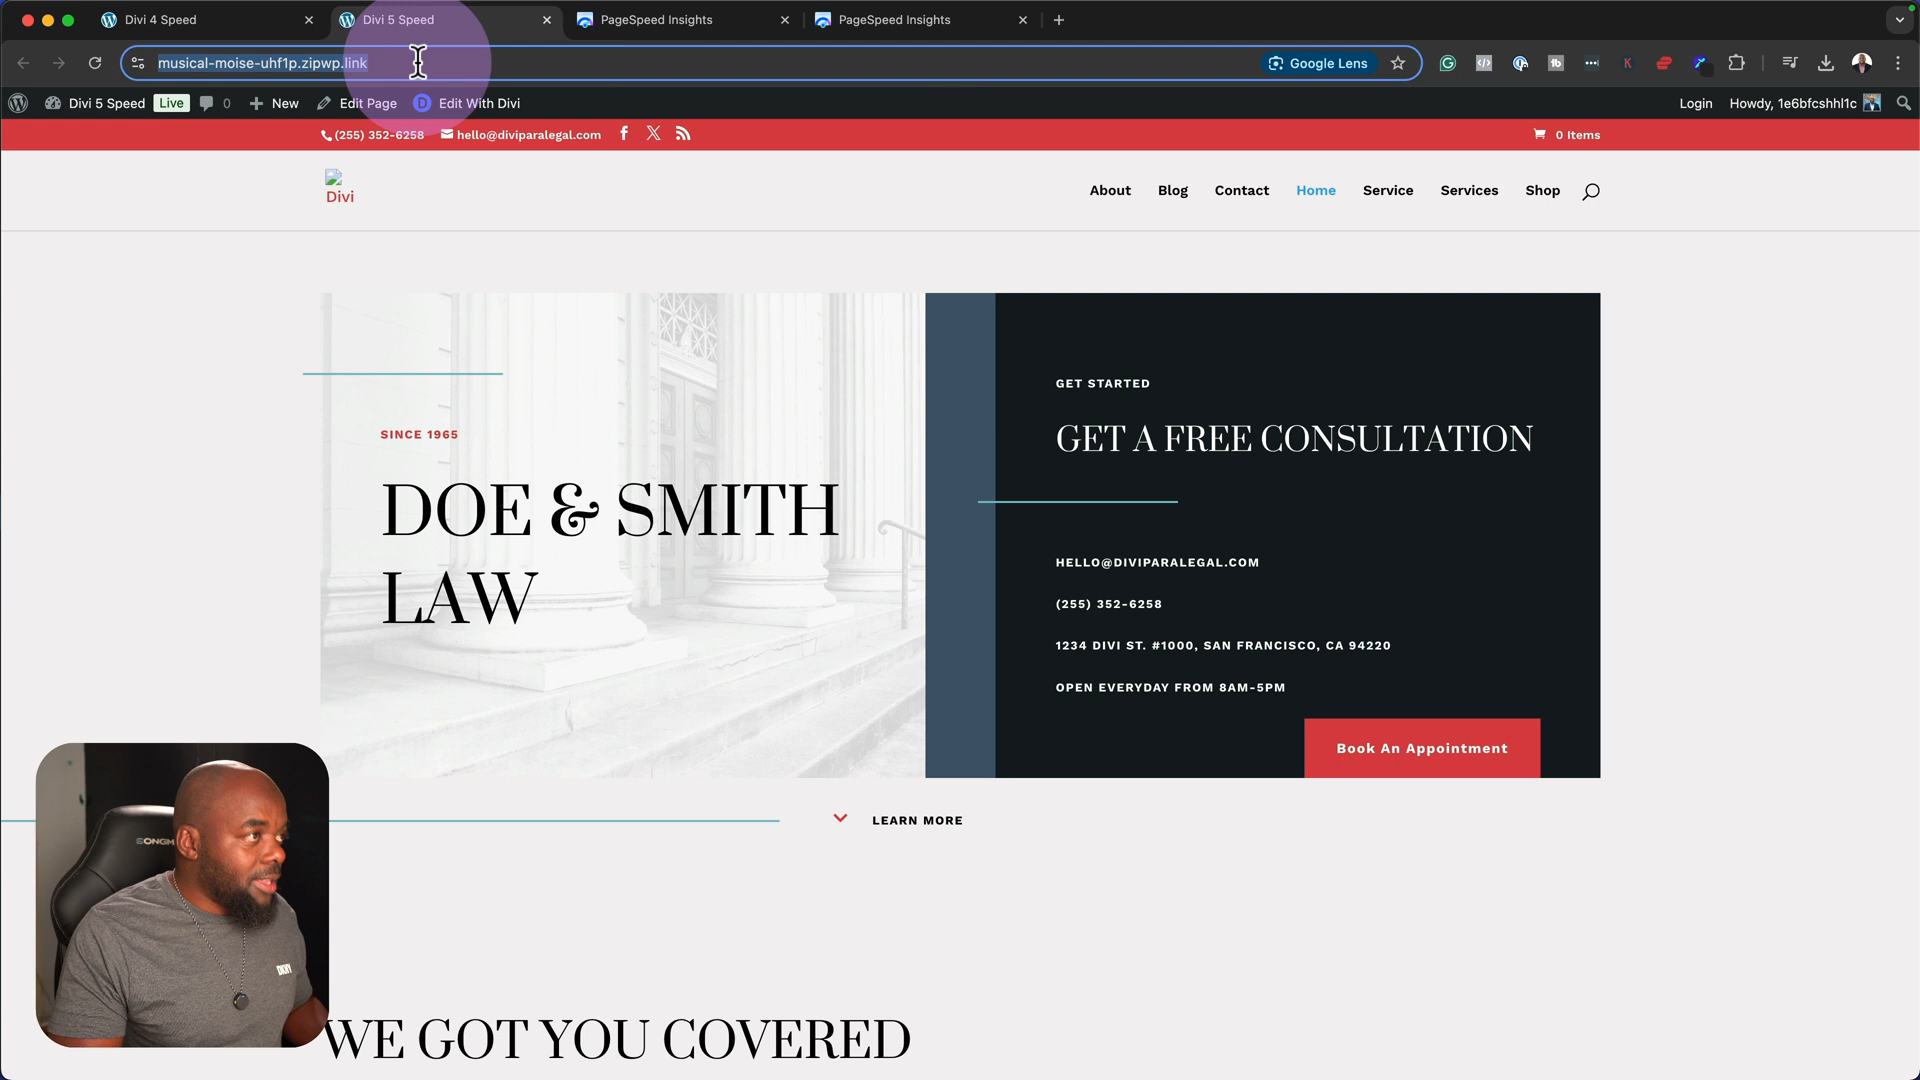 Divi 4 Speed
Divi 5 Speed
PageSpeed Insights
PageSpeed Insights
musical-moise-uhf1p.zipwp.link
Google Lens
Divi 5 Speed Live 0 New Edit Page Edit With Divi
Login Howdy, 1e6bfcshhl1c
(255) 352-6258 hello@diviparalegal.com
0 Items
Divi
About Blog Contact Home Service Services Shop
SINCE 1965
DOE & SMITH
LAW
GET STARTED
GET A FREE CONSULTATION
HELLO@DIVIPARALEGAL.COM
(255) 352-6258
1234 DIVI ST. #1000, SAN FRANCISCO, CA 94220
OPEN EVERYDAY FROM 8AM-5PM
Book An Appointment
LEARN MORE
WE GOT YOU COVERED